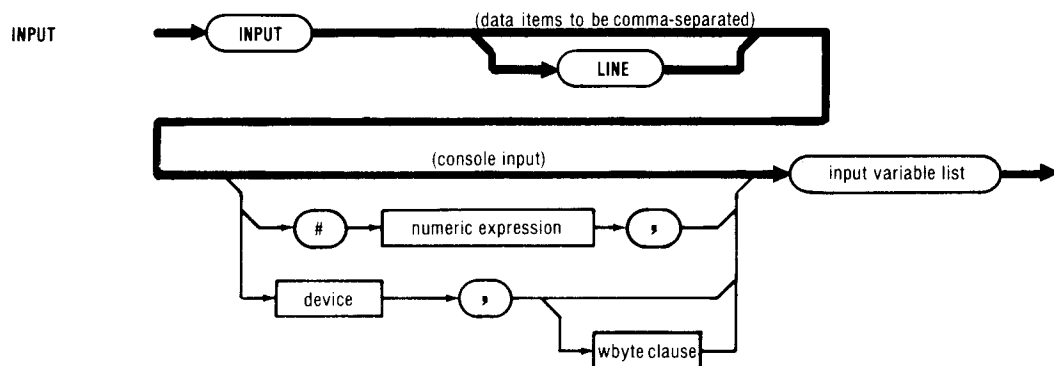 (data items to be comma-separated)
INPUT INPUT
LINE
(console input)
input variable list
# numeric expression ,
device ,
wbyte clause